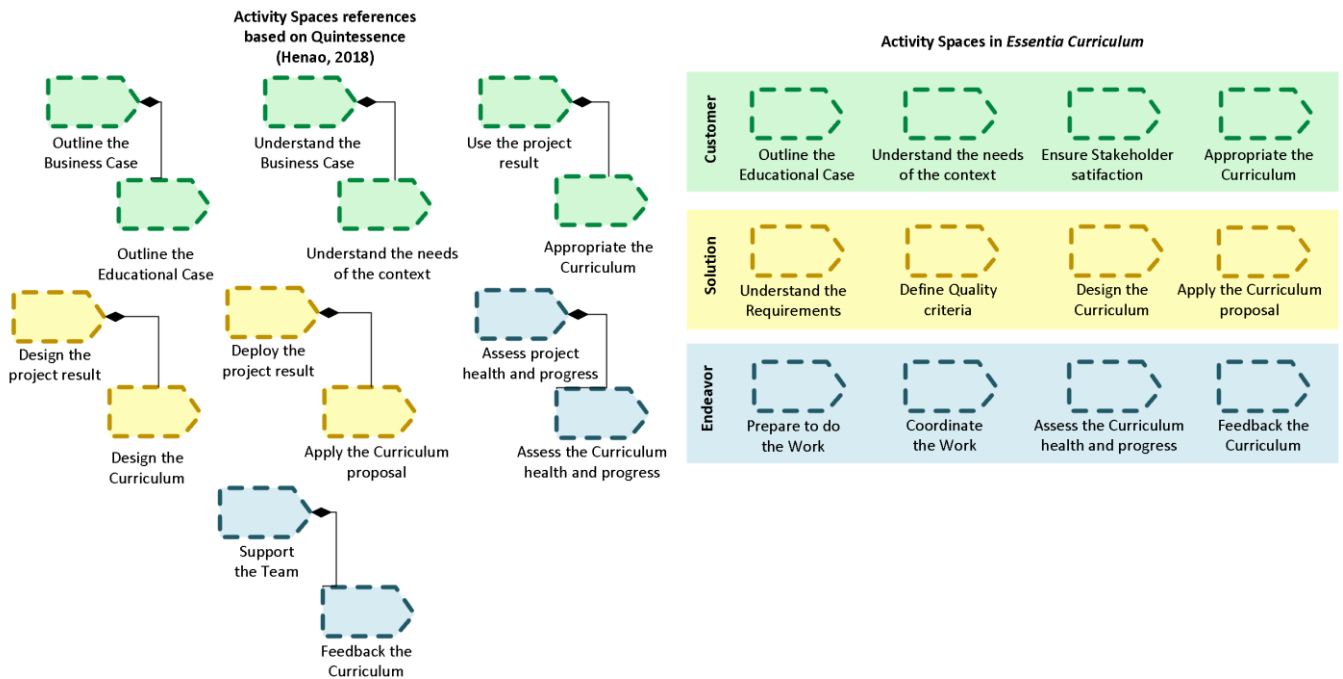 Activity Spaces references
based on Quintessence
(Henao, 2018)
Outline the
Business Case
Understand the
Business Case
Use the project
result
Outline the
Educational Case
Understand the needs
of the context
Appropriate the
Curriculum
Design the
project result
Deploy the
project result
Assess project
health and progress
Design the
Curriculum
Apply the Curriculum
proposal
Assess the Curriculum
health and progress
Support
the Team
Feedback the
Curriculum
Activity Spaces in Essentia Curriculum
Customer
Outline the
Educational Case
Understand the needs
of the context
Ensure Stakeholder
satifaction
Appropriate the
Curriculum
Solution
Understand the
Requirements
Define Quality
criteria
Design the
Curriculum
Apply the Curriculum
proposal
Endeavor
Prepare to do
the Work
Coordinate
the Work
Assess the Curriculum
health and progress
Feedback the
Curriculum